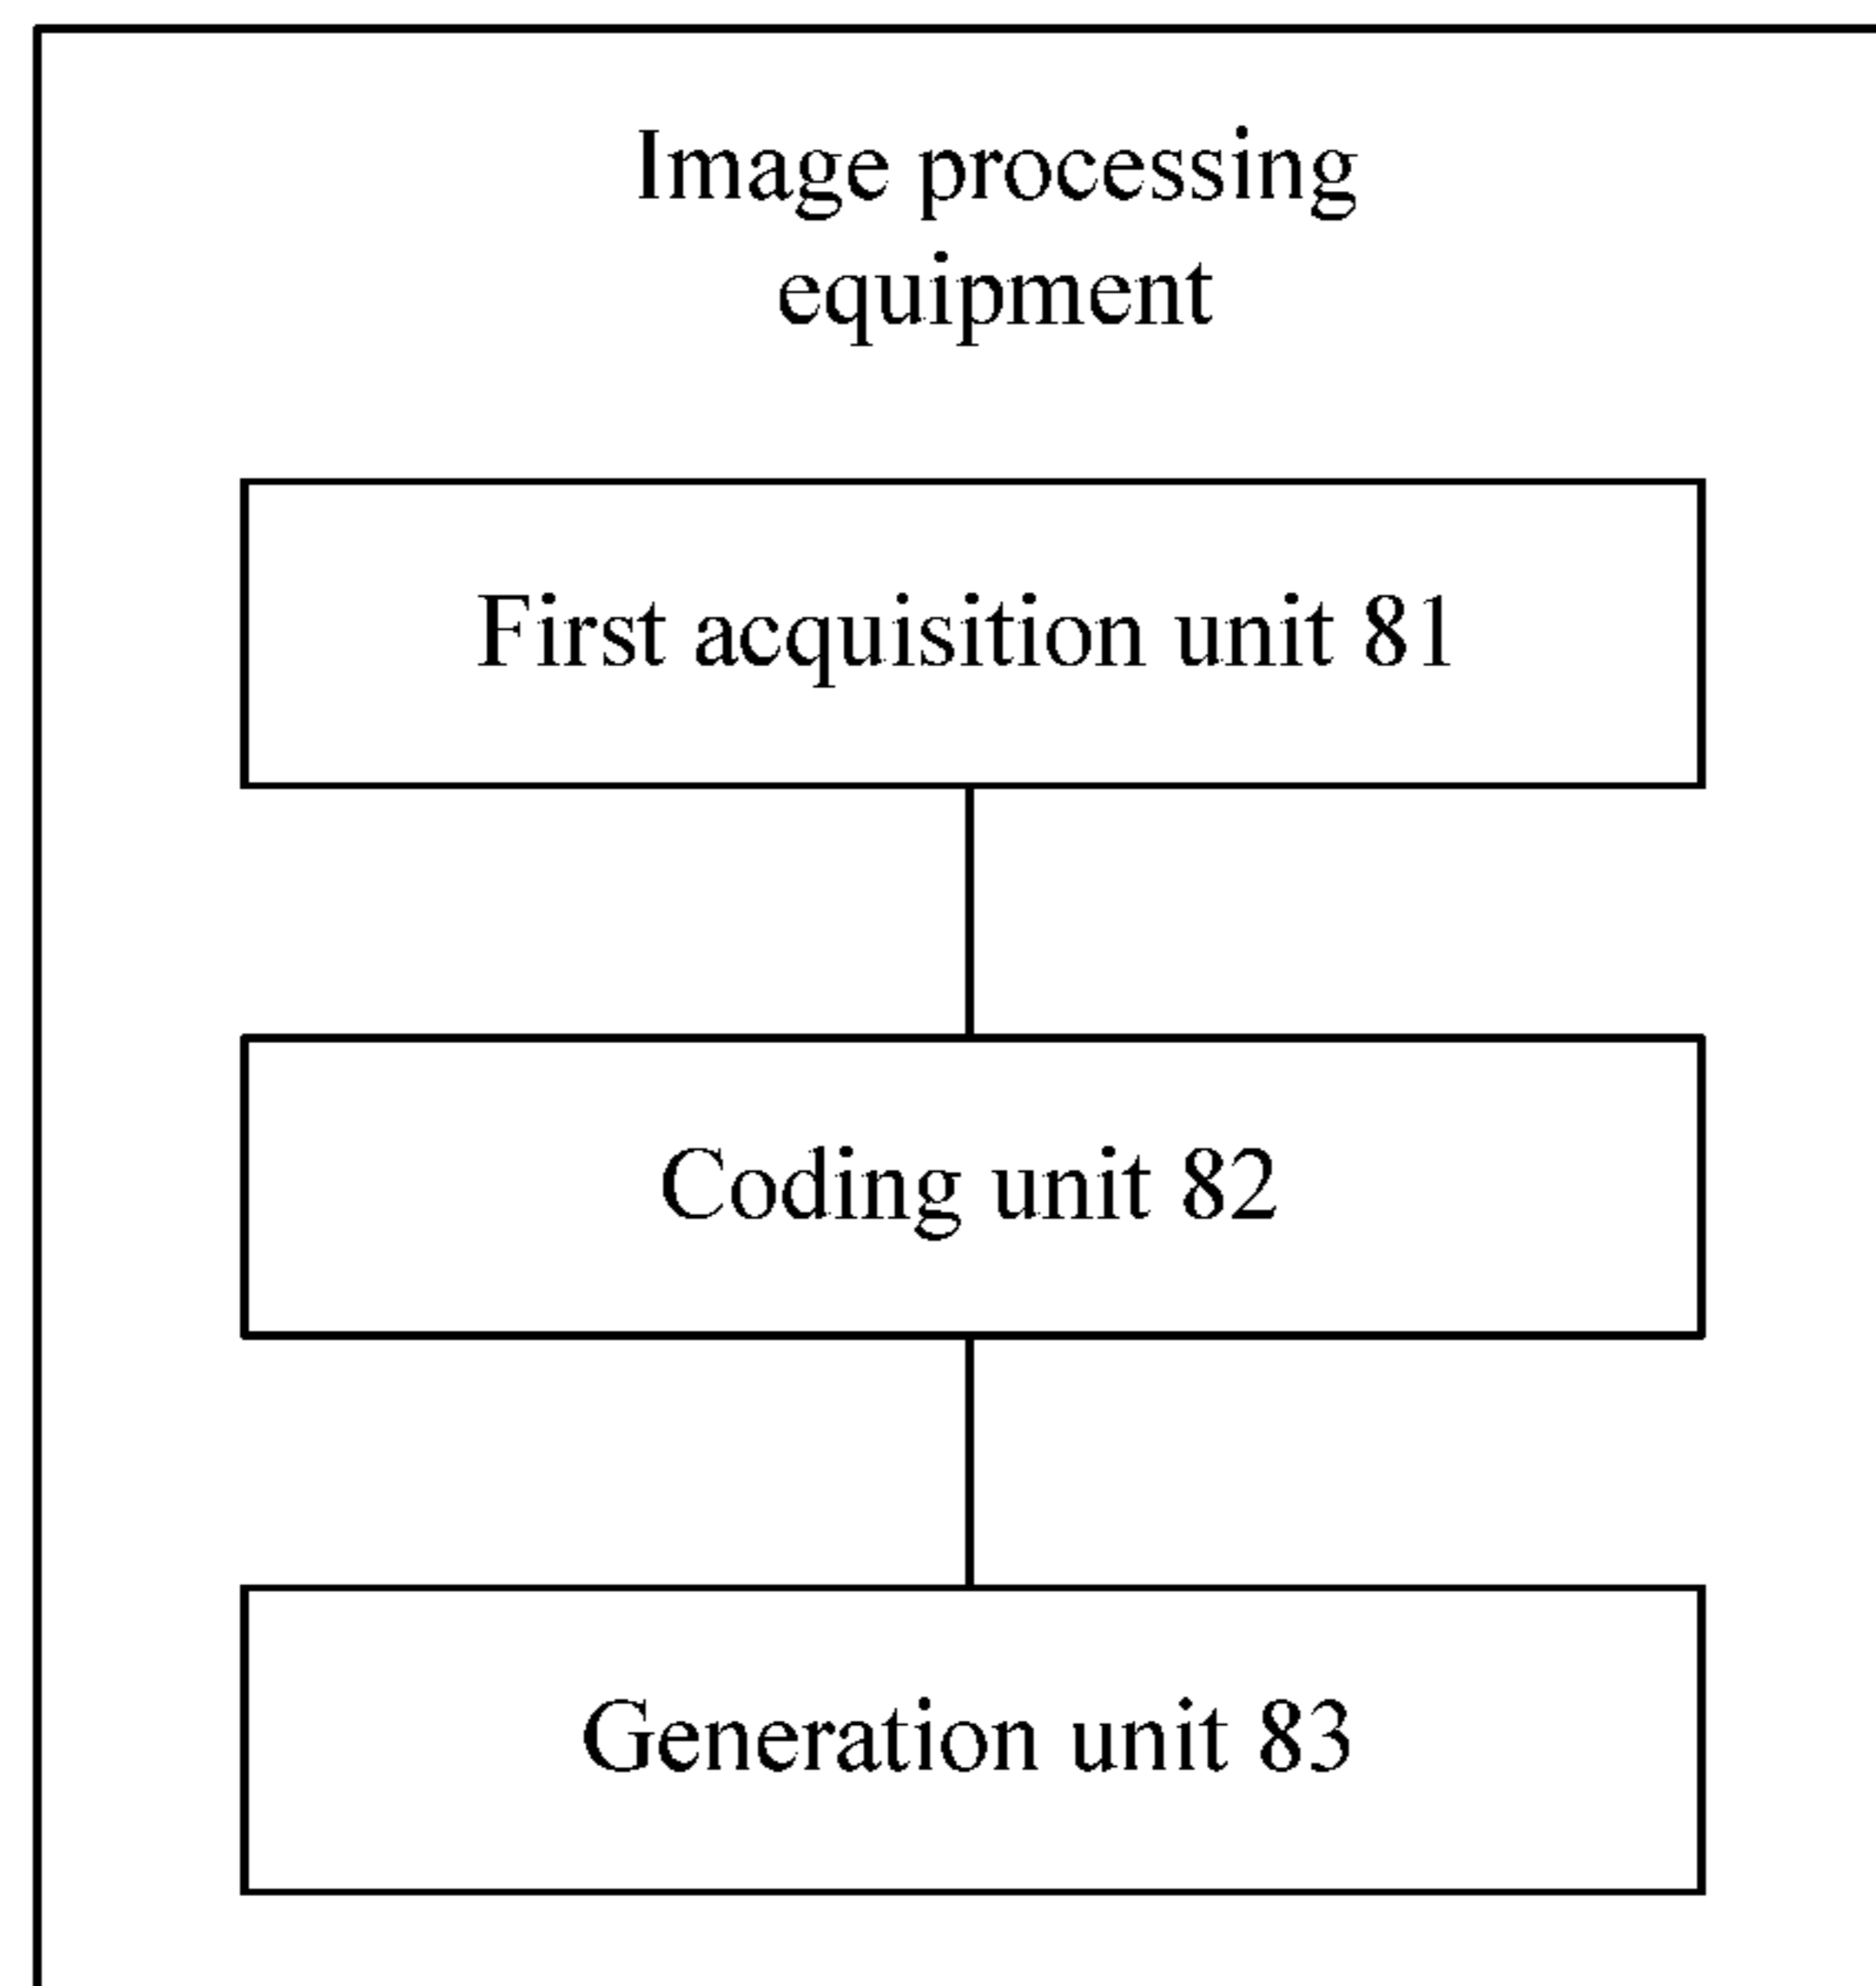 Image processing
equipment
First acquisition unit 81
Coding unit 82
Generation unit 83